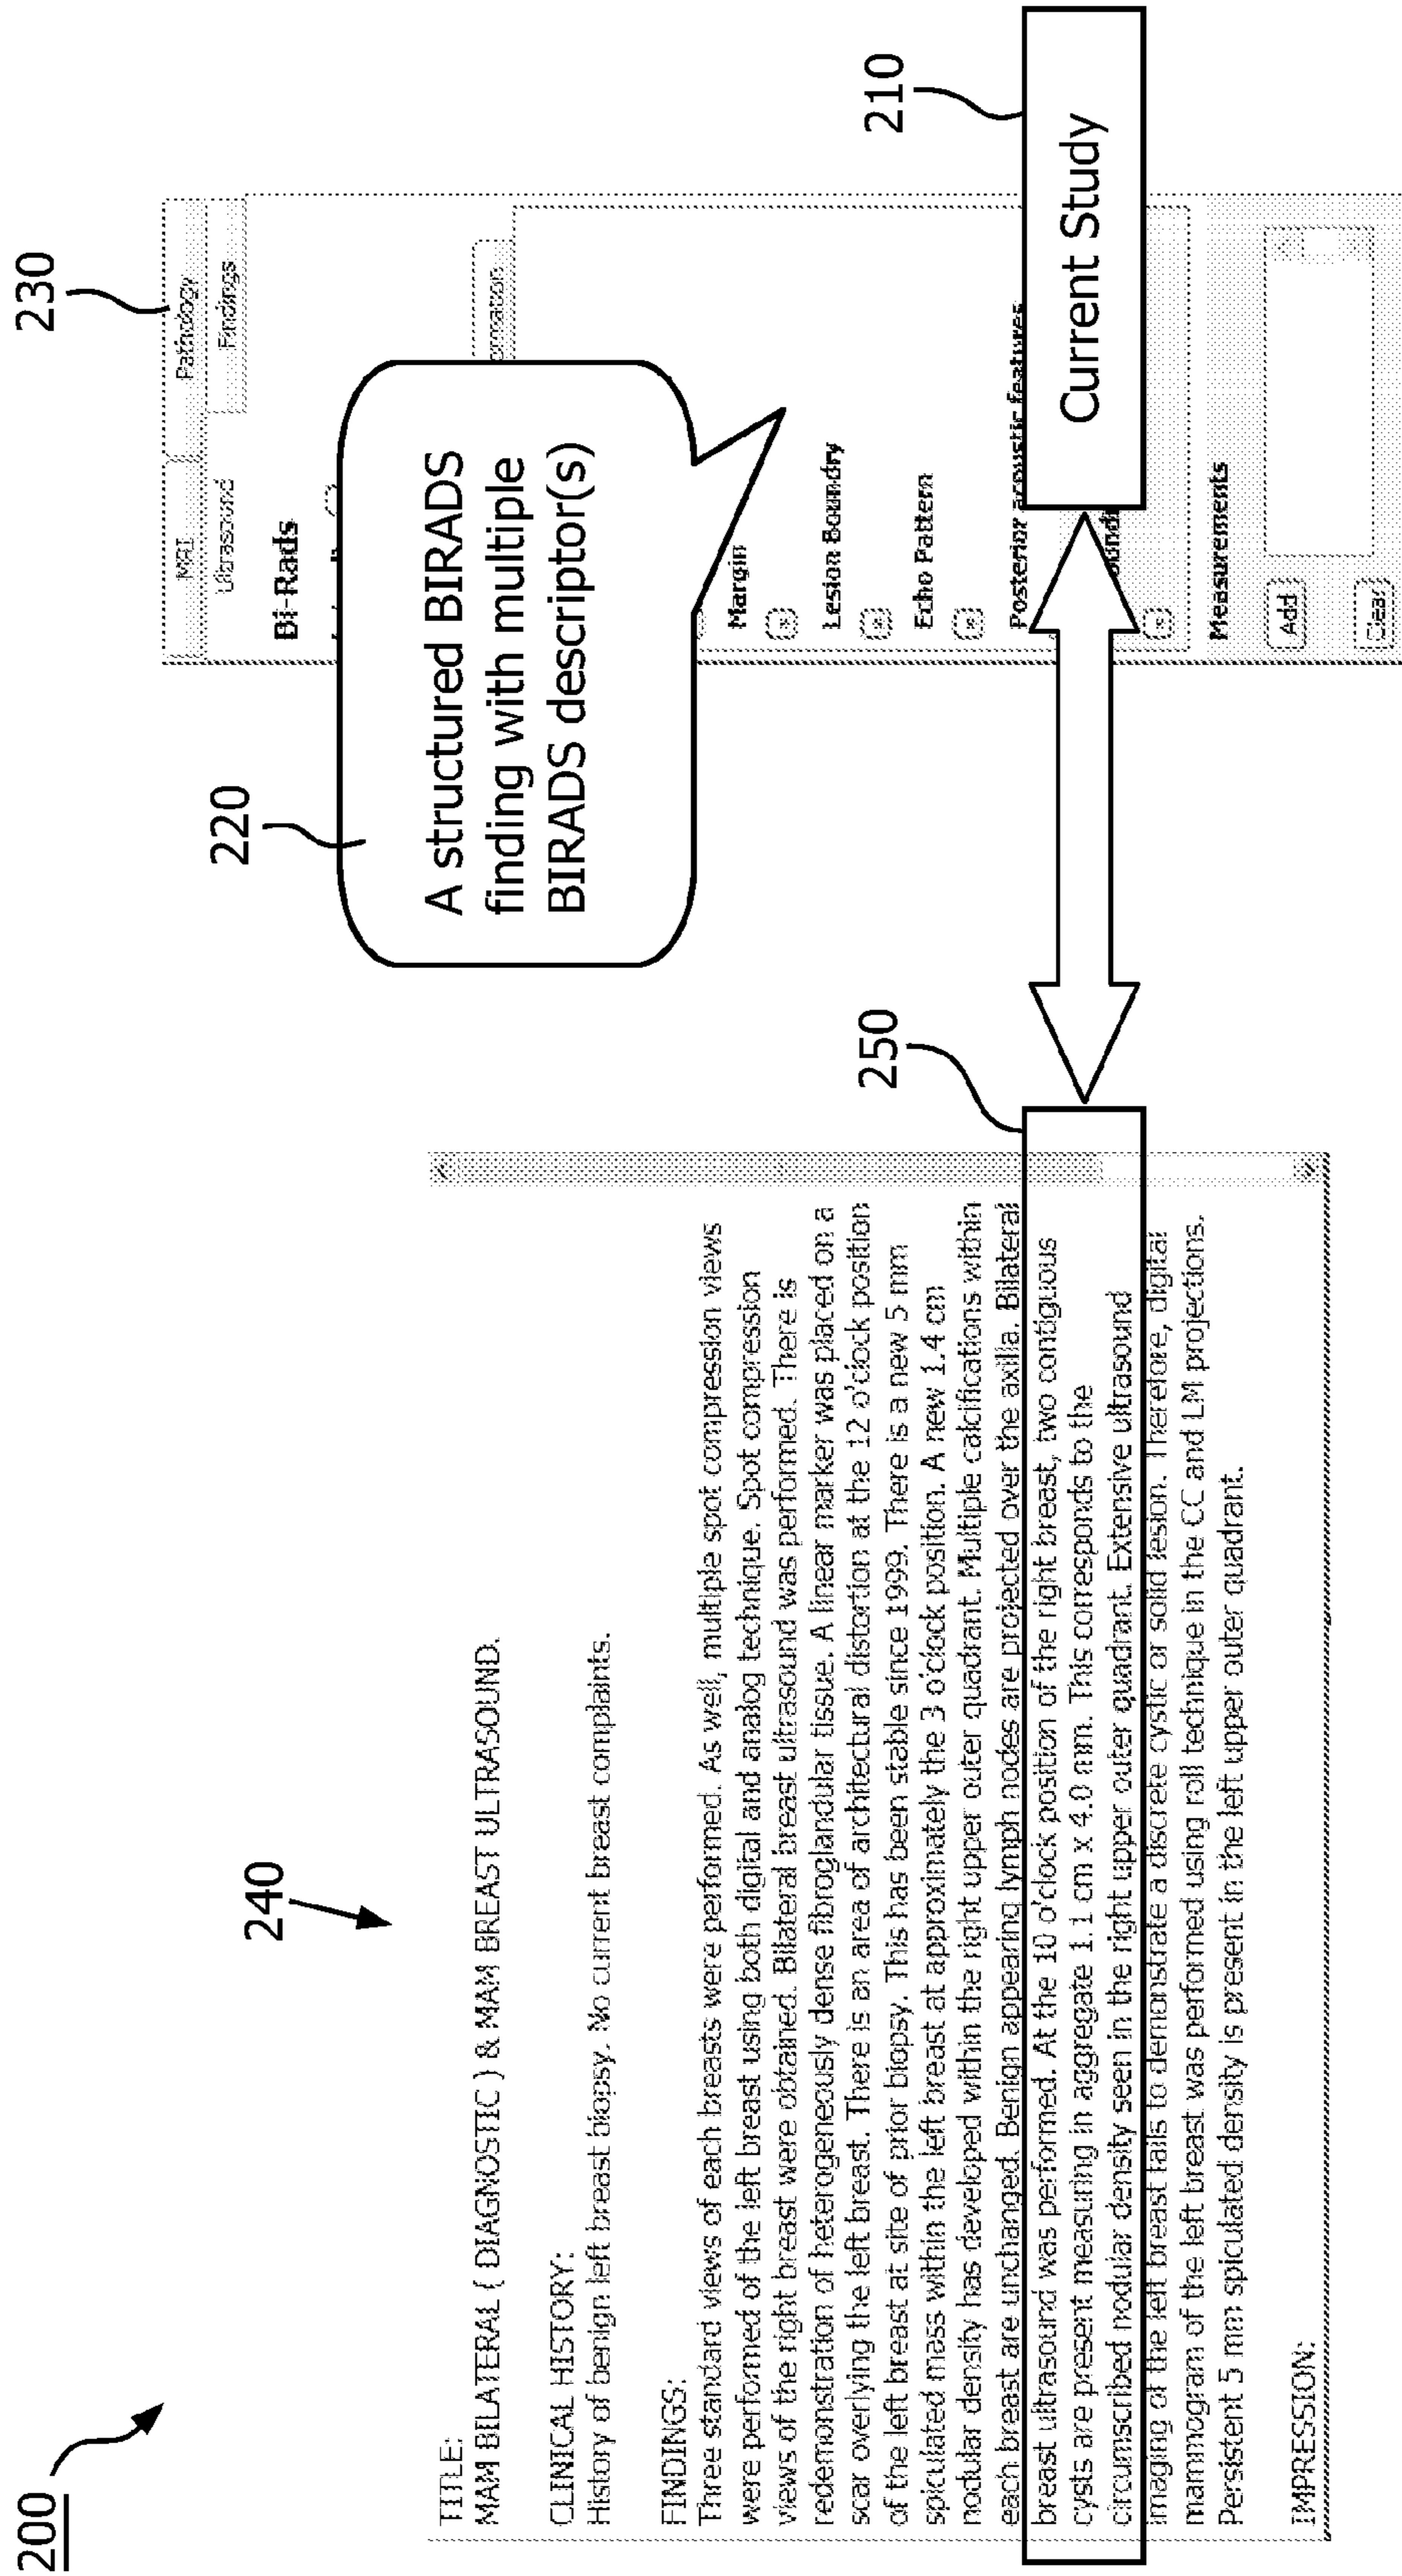 200
240
TITLE:
MAM BILATERAL ( DIAGNOSTIC ) & MAM BREAST ULTRASOUND.
CLINICAL HISTORY:
History of benign left breast biopsy. No current breast complaints.
FINDINGS:
Three standard views of each breasts were performed. As well, multiple spot compression views
were performed of the left breast using both digital and analog technique. Spot compression
views of the right breast were obtained. Bilateral breast ultrasound was performed. There is
redemonstration of heterogeneously dense fibroglandular tissue. A linear marker was placed on a
scar overlying the left breast. There is an area of architectural distortion at the 12 o'clock position
of the left breast at site of prior biopsy. This has been stable since 1999. There is a new 5 mm
spiculated mass within the left breast at approximately the 3 o'clock position. A new 1.4 cm
nodular density has developed within the right upper outer quadrant. Multiple calcifications within
each breast are unchanged. Benign appearing lymph nodes are projected over the axilla. Bilateral
breast ultrasound was performed. At the 10 o'clock position of the right breast, two contiguous
cysts are present measuring in aggregate 1.1 cm x 4.0 mm. This corresponds to the
circumscribed nodular density seen in the right upper outer quadrant. Extensive ultrasound
imaging of the left breast fails to demonstrate a discrete cystic or solid lesion. Therefore, digital
mammogram of the left breast was performed using roll technique in the CC and LM projections.
Persistent 5 mm spiculated density is present in the left upper outer quadrant.
IMPRESSION:
250
220
A structured BIRADS
finding with multiple
BIRADS descriptor(s)
230
MRI
Pathology
Ultrasound
Findings
Bi-Rads
Margin
Lesion Boundry
Echo Pattern
Posterior acoustic features
Measurements
Add
Clear
210
Current Study